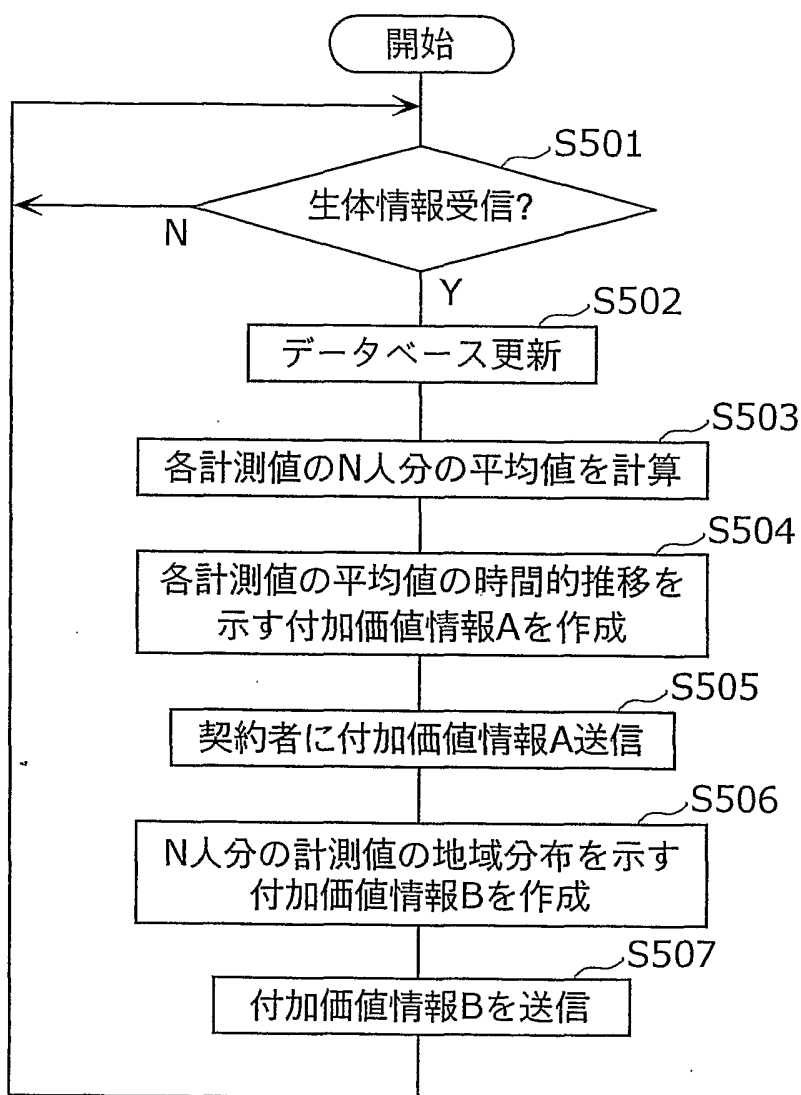 開始
S501
生体情報受信?
N
Y
S502
データベース更新
S503
各計測値のN人分の平均値を計算
S504
各計測値の平均値の時間的推移を
示す付加価値情報Aを作成
S505
契約者に付加価値情報A送信
S506
N人分の計測値の地域分布を示す
付加価値情報Bを作成
S507
付加価値情報Bを送信